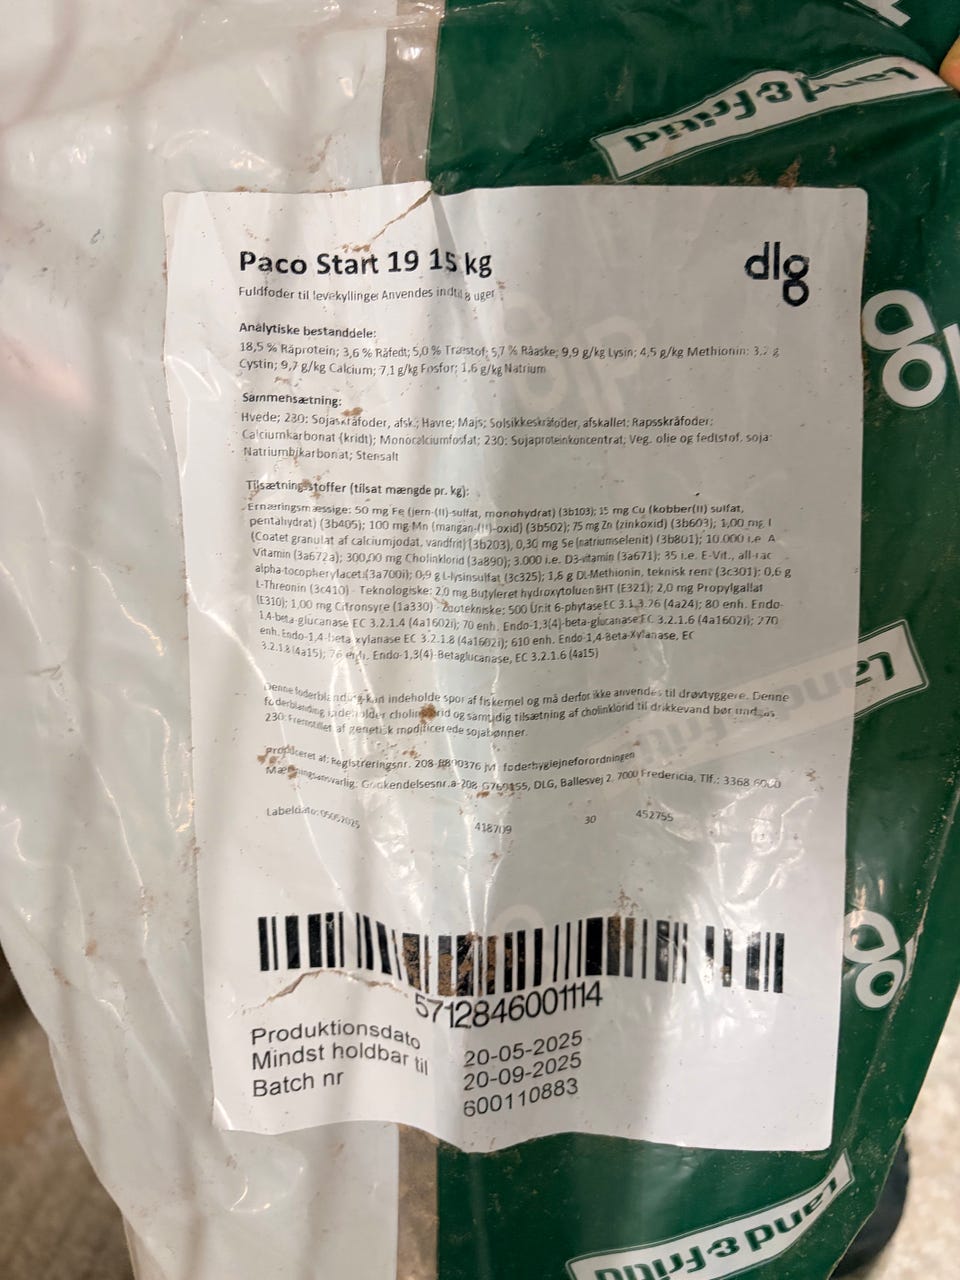 Land & Fritid
Paco Start 19 15 kg
dlg
Fuldfoder til levekyllinger Anvendes indtil 8 uger
Analytiske bestanddele:
18,5 % Råprotein; 3,6 % Råfedt; 5,0 % Træstof; 5,7 % Råaske; 9,9 g/kg Lysin; 4,5 g/kg Methionin; 3,2 g
Cystin; 9,7 g/kg Calcium; 7,1 g/kg Fosfor; 1,6 g/kg Natrium
Sammensætning:
Hvede; 230: Sojaskråfoder, afsk.; Havre; Majs; Solsikkeskråfoder, afskallet; Rapsskråfoder;
Calciumkarbonat (kridt); Monocalciumfosfat; 230: Sojaproteinkoncentrat; Veg. olie og fedtstof, soja
Natriumbikarbonat; Stensalt
Tilsætningsstoffer (tilsat mængde pr. kg):
Ernæringsmæssige: 50 mg Fe (jern-(II)-sulfat, monohydrat) (3b103); 15 mg Cu (kobber(II) sulfat,
pentahydrat) (3b405); 100 mg Mn (mangan-(II)-oxid) (3b502); 75 mg Zn (zinkoxid) (3b603); 1,00 mg I
(Coatet granulat af calciumjodat, vandfrit) (3b203), 0,30 mg Se (natriumselenit) (3b801); 10.000 i.e A
Vitamin (3a672a); 300,00 mg Cholinklorid (3a890); 3.000 i.e. D3-vitamin (3a671); 35 i.e. E-Vit., all-rac
alpha-tocopherylacet.(3a700i); 0,9 g L-lysinsulfat (3c325); 1,6 g DL-Methionin, teknisk rent (3c301); 0,6 g
L-Threonin (3c410) - Teknologiske: 2,0 mg Butyleret hydroxytoluen BHT (E321); 2,0 mg Propylgallat
(E310); 1,00 mg Citronsyre (1a330) - Zootekniske: 500 Unit 6-phytase EC 3.1.3.26 (4a24); 80 enh. Endo-
1,4-beta-glucanase EC 3.2.1.4 (4a1602i); 70 enh. Endo-1,3(4)-beta-glucanase EC 3.2.1.6 (4a1602i); 270
enh. Endo-1,4-beta xylanase EC 3.2.1.8 (4a1602i); 610 enh. Endo-1,4-Beta-Xylanase, EC
3.2.1.8 (4a15); 76 enh. Endo-1,3(4)-Betaglucanase, EC 3.2.1.6 (4a15)
Denne foderblanding kan indeholde spor af fiskemel og må derfor ikke anvendes til drøvtyggere. Denne
foderblanding indeholder cholinklorid og samtidig tilsætning af cholinklorid til drikkevand bør undgås
230: Fremstillet af genetisk modificerede sojabønner.
Produceret af: Registreringsnr. 208- jvf. foderhygiejneforordningen
Mærkningsansvarlig: Godkendelsesnr.a-208- DLG, Ballesvej 2, 7000 Fredericia, Tlf.: 3368 6000
Labeldato:05052025 418709 30 452755
5712846001114
Produktionsdato 20-05-2025
Mindst holdbar til 20-09-2025
Batch nr 600110883
Land & Fritid